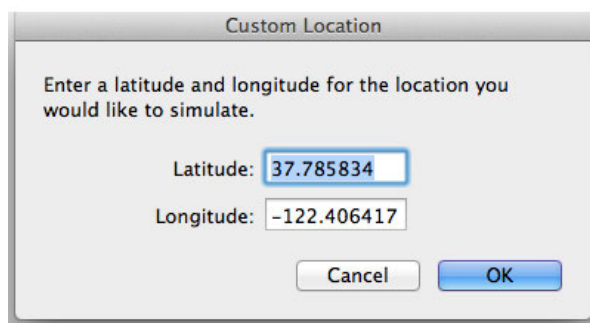 Custom Location
Enter a latitude and longitude for the location you
would like to simulate.
Latitude: 37.785834
Longitude: -122.406417
Cancel OK